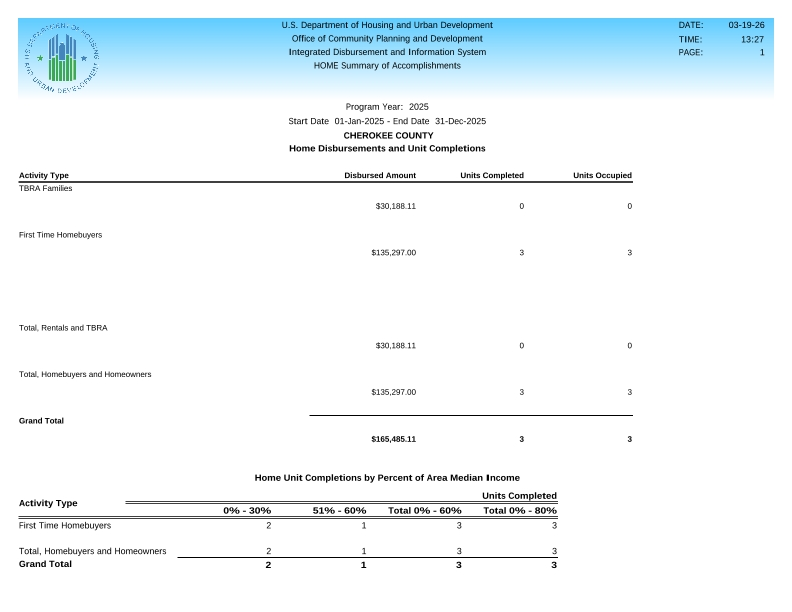 U.S. DEPARTMENT OF HOUSING AND URBAN DEVELOPMENT
U.S. Department of Housing and Urban Development DATE: 03-19-26
Office of Community Planning and Development TIME: 13:27
Integrated Disbursement and Information System PAGE: 1
HOME Summary of Accomplishments
Program Year: 2025
Start Date 01-Jan-2025 - End Date 31-Dec-2025
CHEROKEE COUNTY
Home Disbursements and Unit Completions
Activity Type Disbursed Amount Units Completed Units Occupied
TBRA Families
$30,188.11 0 0
First Time Homebuyers
$135,297.00 3 3
Total, Rentals and TBRA
$30,188.11 0 0
Total, Homebuyers and Homeowners
$135,297.00 3 3
Grand Total
$165,485.11 3 3
Home Unit Completions by Percent of Area Median Income
Units Completed
Activity Type 0% - 30% 51% - 60% Total 0% - 60% Total 0% - 80%
First Time Homebuyers 2 1 3 3
Total, Homebuyers and Homeowners 2 1 3 3
Grand Total 2 1 3 3